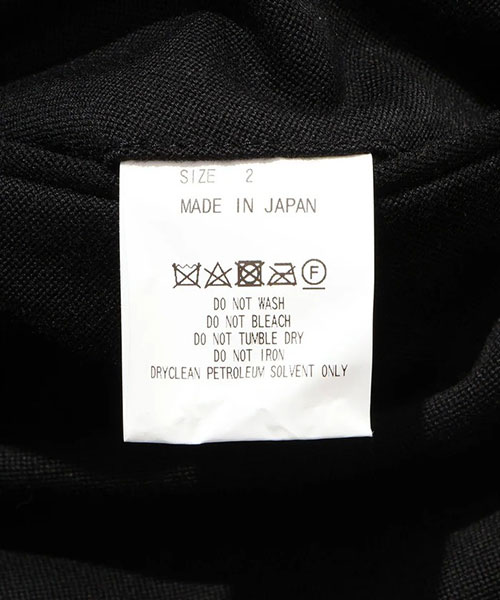 SIZE 2
MADE IN JAPAN
F
DO NOT WASH
DO NOT BLEACH
DO NOT TUMBLE DRY
DO NOT IRON
DRYCLEAN PETROLEUM SOLVENT ONLY